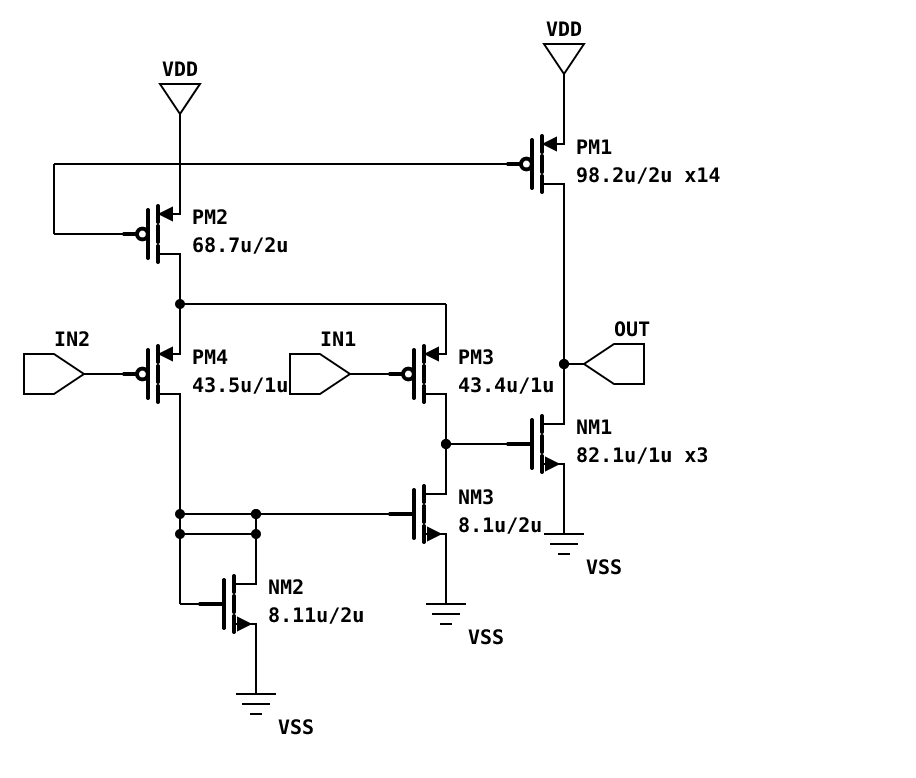 VDD
VDD
PM1
98.2u/2u x14
PM2
68.7u/2u
IN2
IN1
OUT
PM4
43.5u/1u
PM3
43.4u/1u
NM1
82.1u/1u x3
NM3
8.1u/2u
VSS
NM2
8.11u/2u
VSS
VSS